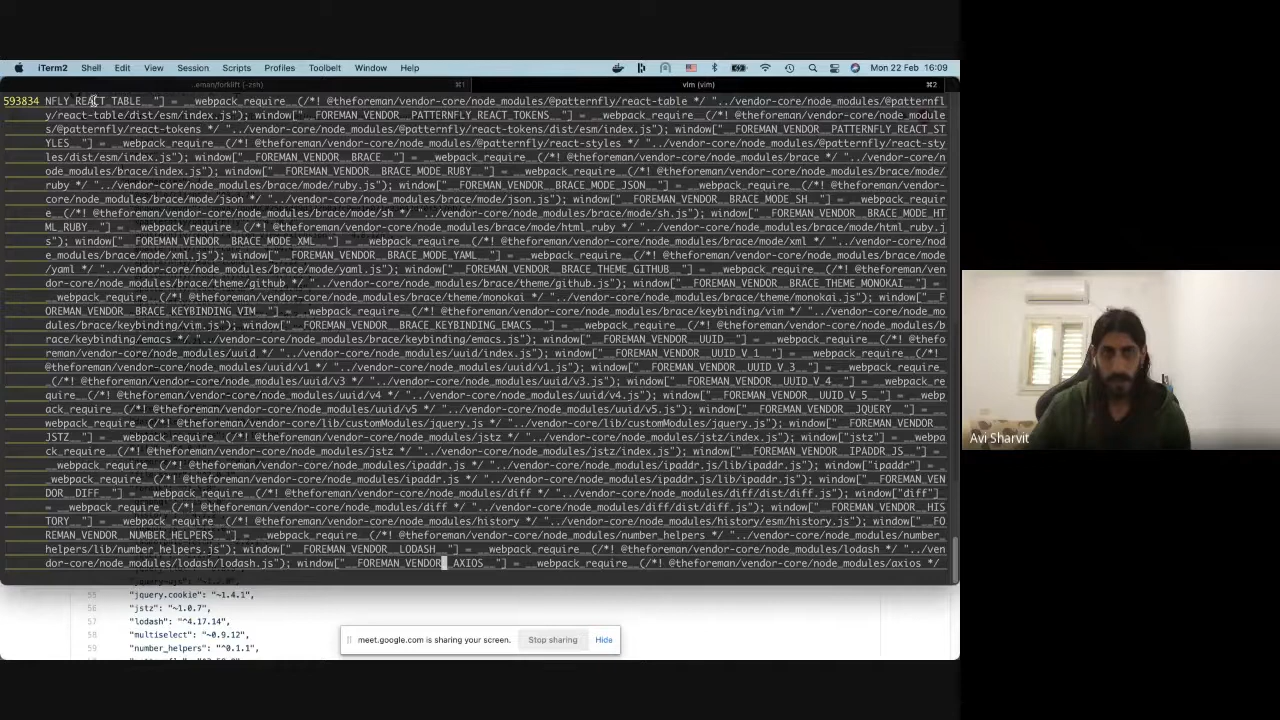 iTerm2 Shell Edit View Session Scripts Toolbelt Window Help Mon 22 Feb 16:09
..eman/forklift (-zsh) ⌘1 vim (vim) ⌘2
593834 NFLY_REACT_TABLE__"] = __webpack_require__(/*! @theforeman/vendor-core/node_modules/@patternfly/react-table */ "../vendor-core/node_modules/@patternfl
y/react-table/dist/esm/index.js"); window["__FOREMAN_VENDOR__PATTERNFLY_REACT_TOKENS__"] = __webpack_require__(/*! @theforeman/vendor-core/node_module
s/@patternfly/react-tokens */ "../vendor-core/node_modules/@patternfly/react-tokens/dist/esm/index.js"); window["__FOREMAN_VENDOR__PATTERNFLY_REACT_ST
YLES__"] = __webpack_require__(/*! @theforeman/vendor-core/node_modules/@patternfly/react-styles */ "../vendor-core/node_modules/@patternfly/react-sty
les/dist/esm/index.js"); window["__FOREMAN_VENDOR__BRACE__"] = __webpack_require__(/*! @theforeman/vendor-core/node_modules/brace */ "../vendor-core/n
ode_modules/brace/index.js"); window["__FOREMAN_VENDOR__BRACE_MODE_RUBY__"] = __webpack_require__(/*! @theforeman/vendor-core/node_modules/brace/mode/
ruby */ "../vendor-core/node_modules/brace/mode/ruby.js"); window["__FOREMAN_VENDOR__BRACE_MODE_JSON__"] = __webpack_require__(/*! @theforeman/vendor-
core/node_modules/brace/mode/json */ "../vendor-core/node_modules/brace/mode/json.js"); window["__FOREMAN_VENDOR__BRACE_MODE_SH__"] = __webpack_requir
e__(/*! @theforeman/vendor-core/node_modules/brace/mode/sh */ "../vendor-core/node_modules/brace/mode/sh.js"); window["__FOREMAN_VENDOR__BRACE_MODE_HT
ML_RUBY__"] = __webpack_require__(/*! @theforeman/vendor-core/node_modules/brace/mode/html_ruby */ "../vendor-core/node_modules/brace/mode/html_ruby.j
s"); window["__FOREMAN_VENDOR__BRACE_MODE_XML__"] = __webpack_require__(/*! @theforeman/vendor-core/node_modules/brace/mode/xml */ "../vendor-core/nod
e_modules/brace/mode/xml.js"); window["__FOREMAN_VENDOR__BRACE_MODE_YAML__"] = __webpack_require__(/*! @theforeman/vendor-core/node_modules/brace/mode
/yaml */ "../vendor-core/node_modules/brace/mode/yaml.js"); window["__FOREMAN_VENDOR__BRACE_THEME_GITHUB__"] = __webpack_require__(/*! @theforeman/ven
dor-core/node_modules/brace/theme/github */ "../vendor-core/node_modules/brace/theme/github.js"); window["__FOREMAN_VENDOR__BRACE_THEME_MONOKAI__"] =
__webpack_require__(/*! @theforeman/vendor-core/node_modules/brace/theme/monokai */ "../vendor-core/node_modules/brace/theme/monokai.js"); window["__F
OREMAN_VENDOR__BRACE_KEYBINDING_VIM__"] = __webpack_require__(/*! @theforeman/vendor-core/node_modules/brace/keybinding/vim */ "../vendor-core/node_mo
dules/brace/keybinding/vim.js"); window["__FOREMAN_VENDOR__BRACE_KEYBINDING_EMACS__"] = __webpack_require__(/*! @theforeman/vendor-core/node_modules/b
race/keybinding/emacs */ "../vendor-core/node_modules/brace/keybinding/emacs.js"); window["__FOREMAN_VENDOR__UUID__"] = __webpack_require__(/*! @thefo
reman/vendor-core/node_modules/uuid */ "../vendor-core/node_modules/uuid/index.js"); window["__FOREMAN_VENDOR__UUID_V_1__"] = __webpack_require__(/*!
@theforeman/vendor-core/node_modules/uuid/v1 */ "../vendor-core/node_modules/uuid/v1.js"); window["__FOREMAN_VENDOR__UUID_V_3__"] = __webpack_require_
_(/*! @theforeman/vendor-core/node_modules/uuid/v3 */ "../vendor-core/node_modules/uuid/v3.js"); window["__FOREMAN_VENDOR__UUID_V_4__"] = __webpack_re
quire__(/*! @theforeman/vendor-core/node_modules/uuid/v4 */ "../vendor-core/node_modules/uuid/v4.js"); window["__FOREMAN_VENDOR__UUID_V_5__"] = __webp
ack_require__(/*! @theforeman/vendor-core/node_modules/uuid/v5 */ "../vendor-core/node_modules/uuid/v5.js"); window["__FOREMAN_VENDOR__JQUERY__"] = __
webpack_require__(/*! @theforeman/vendor-core/lib/customModules/jquery.js */ "../vendor-core/lib/customModules/jquery.js"); window["__FOREMAN_VENDOR__
JSTZ__"] = __webpack_require__(/*! @theforeman/vendor-core/node_modules/jstz */ "../vendor-core/node_modules/jstz/index.js"); window["jstz"] = __webpa
ck_require__(/*! @theforeman/vendor-core/node_modules/jstz */ "../vendor-core/node_modules/jstz/index.js"); window["__FOREMAN_VENDOR__IPADDR_JS__"] =
__webpack_require__(/*! @theforeman/vendor-core/node_modules/ipaddr.js */ "../vendor-core/node_modules/ipaddr.js/lib/ipaddr.js"); window["ipaddr"] = _
_webpack_require__(/*! @theforeman/vendor-core/node_modules/ipaddr.js */ "../vendor-core/node_modules/ipaddr.js/lib/ipaddr.js"); window["__FOREMAN_VEN
DOR__DIFF__"] = __webpack_require__(/*! @theforeman/vendor-core/node_modules/diff */ "../vendor-core/node_modules/diff/dist/diff.js"); window["diff"]
= __webpack_require__(/*! @theforeman/vendor-core/node_modules/diff */ "../vendor-core/node_modules/diff/dist/diff.js"); window["__FOREMAN_VENDOR__HIS
TORY__"] = __webpack_require__(/*! @theforeman/vendor-core/node_modules/history */ "../vendor-core/node_modules/history/esm/history.js"); window["__FO
REMAN_VENDOR__NUMBER_HELPERS__"] = __webpack_require__(/*! @theforeman/vendor-core/node_modules/number_helpers */ "../vendor-core/node_modules/number_
helpers/lib/number_helpers.js"); window["__FOREMAN_VENDOR__LODASH__"] = __webpack_require__(/*! @theforeman/vendor-core/node_modules/lodash */ "../ven
dor-core/node_modules/lodash/lodash.js"); window["__FOREMAN_VENDOR__AXIOS__"] = __webpack_require__(/*! @theforeman/vendor-core/node_modules/axios */
55 "jquery.cookie": "~1.4.1",
56 "jstz": "~1.0.7",
57 "lodash": "^4.17.14",
58 "multiselect": "~0.9.12",
59 "number_helpers": "^0.1.1",
meet.google.com is sharing your screen. Stop sharing Hide
Avi Sharvit